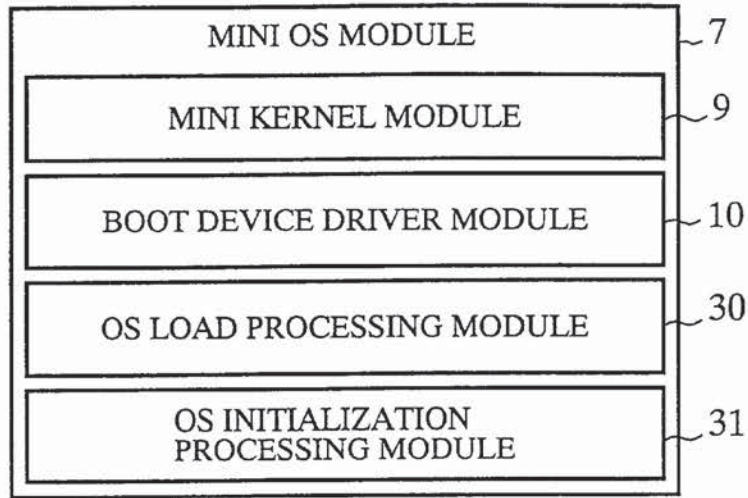 MINI OS MODULE 7
MINI KERNEL MODULE 9
BOOT DEVICE DRIVER MODULE 10
OS LOAD PROCESSING MODULE 30
OS INITIALIZATION
PROCESSING MODULE 31